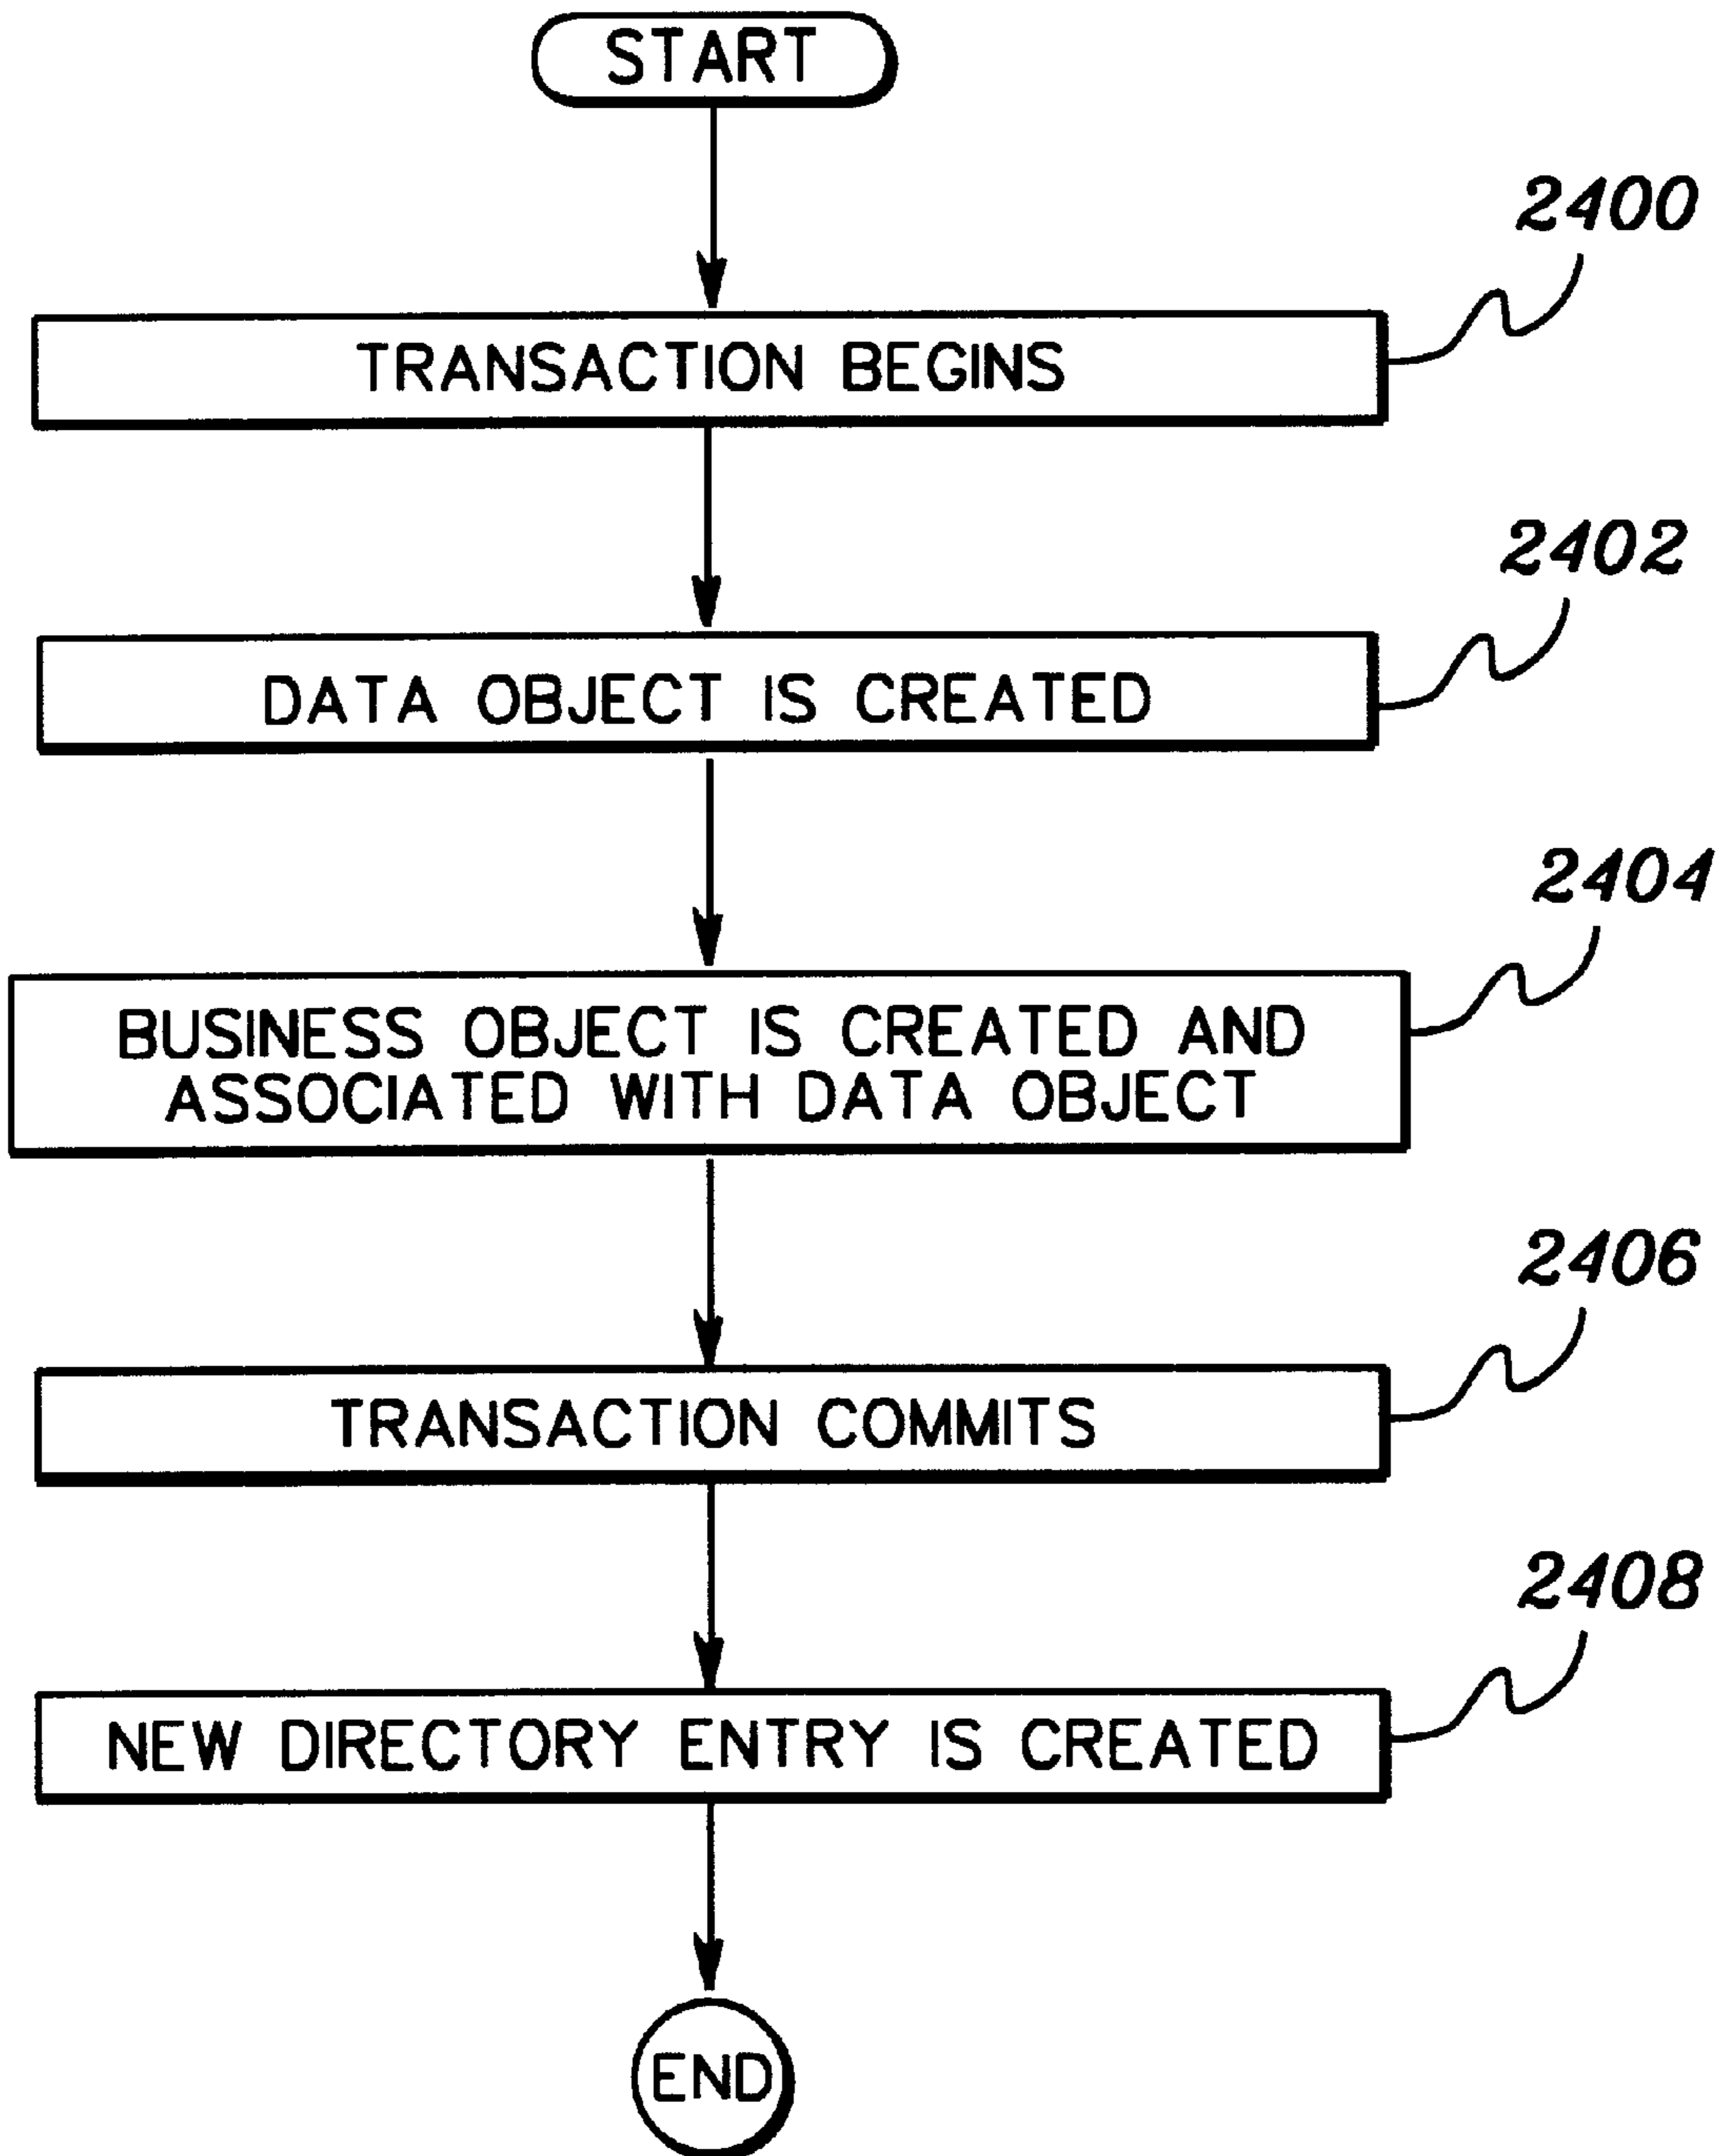 START
2400
TRANSACTION BEGINS
2402
DATA OBJECT IS CREATED
2404
BUSINESS OBJECT IS CREATED AND
ASSOCIATED WITH DATA OBJECT
2406
TRANSACTION COMMITS
2408
NEW DIRECTORY ENTRY IS CREATED
END